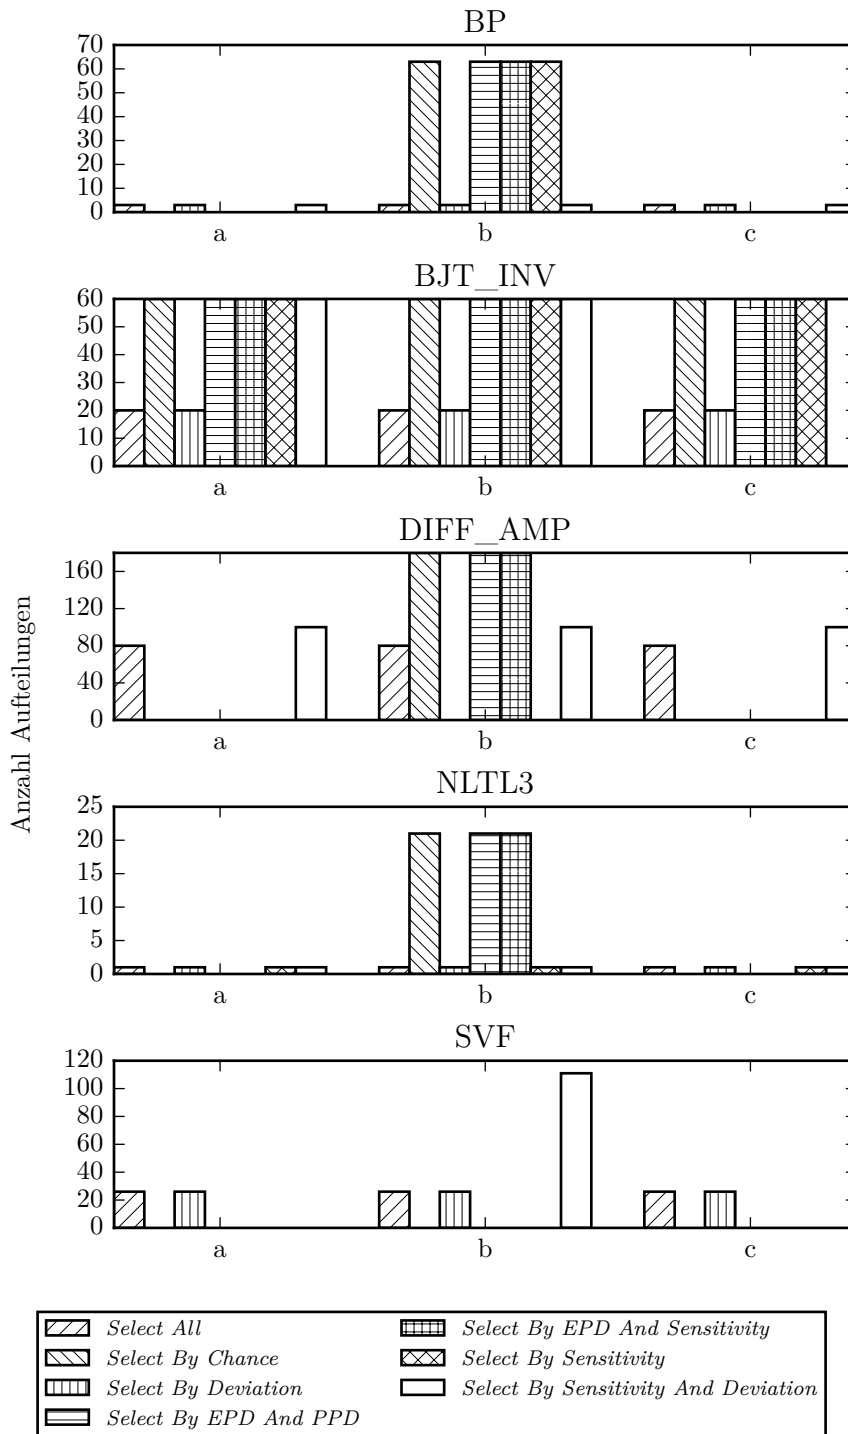 BP
70
60
50
40
30
20
10
0
a b c
BJT_INV
60
50
40
30
20
10
0
a b c
DIFF_AMP
160
120
80
40
0
a b c
Anzahl Aufteilungen
NLTL3
25
20
15
10
5
0
a b c
SVF
120
100
80
60
40
20
0
a b c
Select All
Select By Chance
Select By Deviation
Select By EPD And PPD
Select By EPD And Sensitivity
Select By Sensitivity
Select By Sensitivity And Deviation